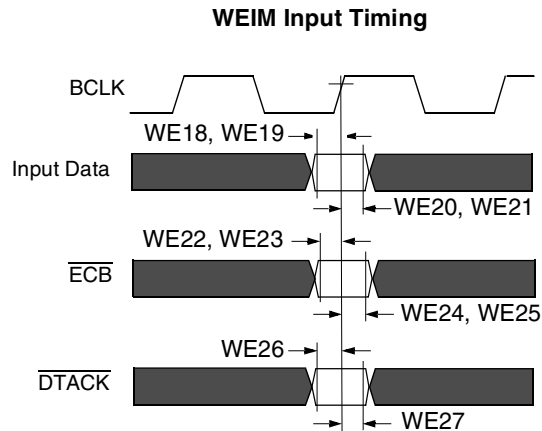 WEIM Input Timing
BCLK
WE18, WE19
Input Data
WE20, WE21
WE22, WE23
ECB
WE24, WE25
WE26
DTACK
WE27